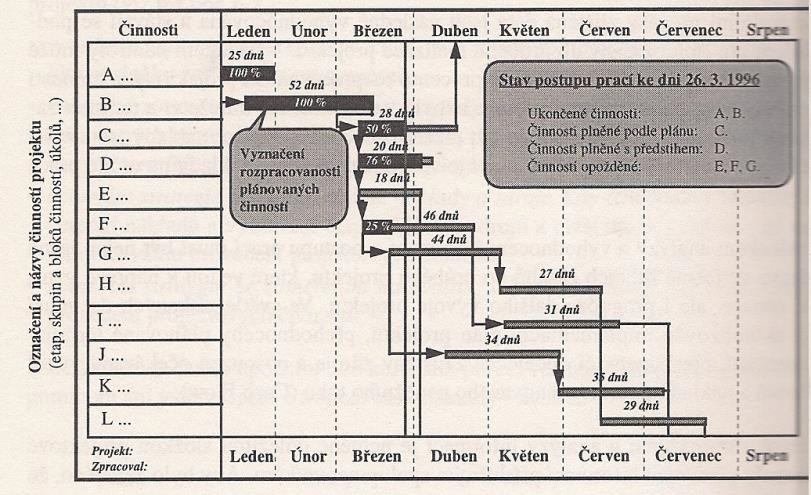 Označení a názvy činností projektu
(etap, skupin a bloků činností, úkolů ...)
Činnosti Leden Únor Březen Duben Květen Červen Červenec Srpen
25 dnů
A ... 100 %
52 dnů
B ... 100 %
28 dnů
C ... 50 %
20 dnů
D ... 76 %
18 dnů
E ...
46 dnů
F ... 25 %
44 dnů
G ...
27 dnů
H ...
31 dnů
I ...
34 dnů
J ...
35 dnů
K ...
29 dnů
L ...
Vyznačení
rozpracovanosti
plánovaných
činností
Stav postupu prací ke dni 26. 3. 1996
Ukončené činnosti: A, B.
Činnosti plněné podle plánu: C.
Činnosti plněné s předstihem: D.
Činnosti opožděné: E, F, G.
Projekt:
Zpracoval:
Leden Únor Březen Duben Květen Červen Červenec Srpen